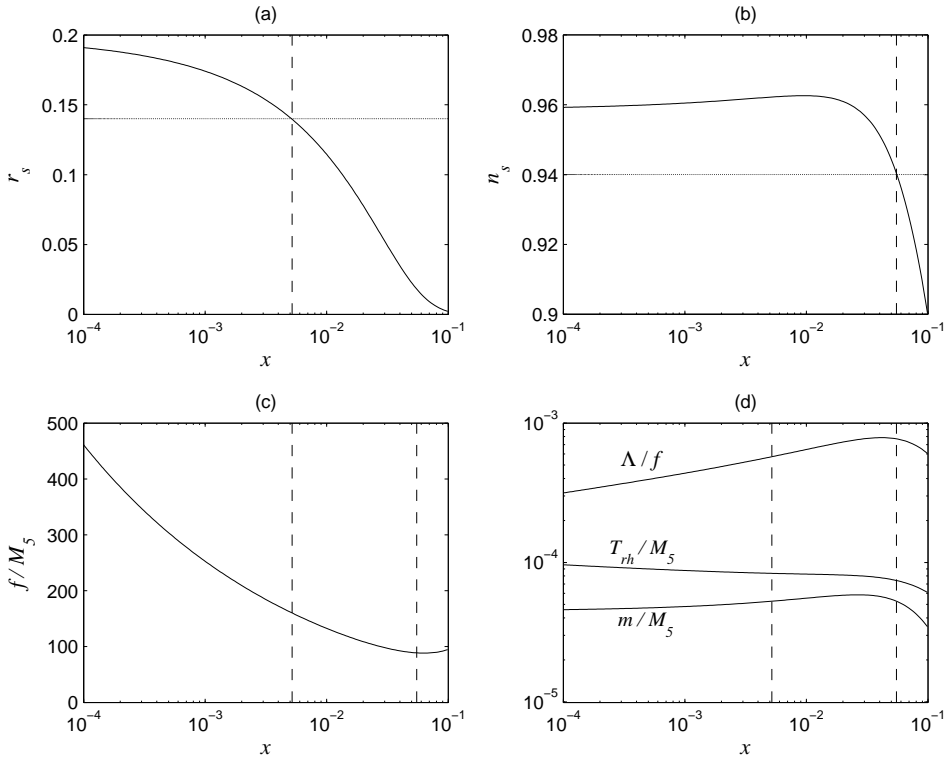 (a)
0.2
0.15
0.1
0.05
0
r_s
10^-4
10^-3
10^-2
10^-1
x
(b)
0.98
0.96
0.94
0.92
0.9
n_s
10^-4
10^-3
10^-2
10^-1
x
(c)
500
400
300
200
100
0
f / M_5
10^-4
10^-3
10^-2
10^-1
x
(d)
10^-3
10^-4
10^-5
Λ / f
T_rh / M_5
m / M_5
10^-4
10^-3
10^-2
10^-1
x